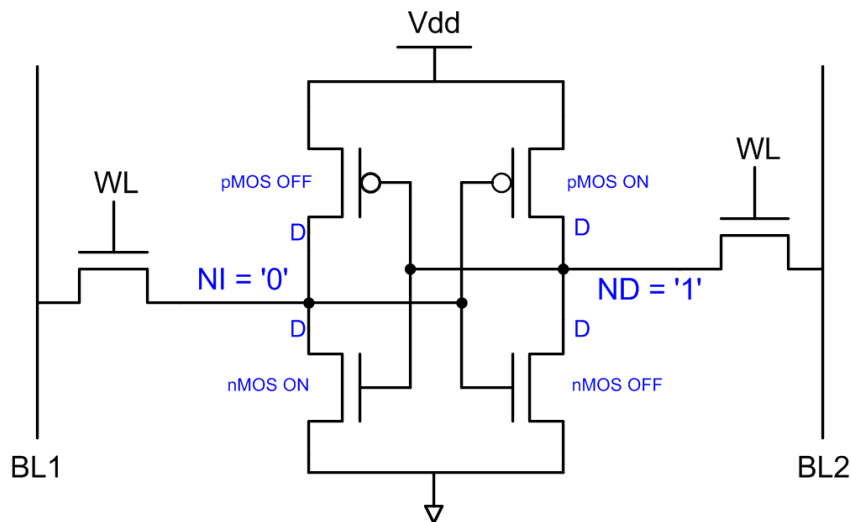 Vdd
WL
pMOS OFF
pMOS ON
WL
D
D
NI = '0'
ND = '1'
D
D
nMOS ON
nMOS OFF
BL1
BL2